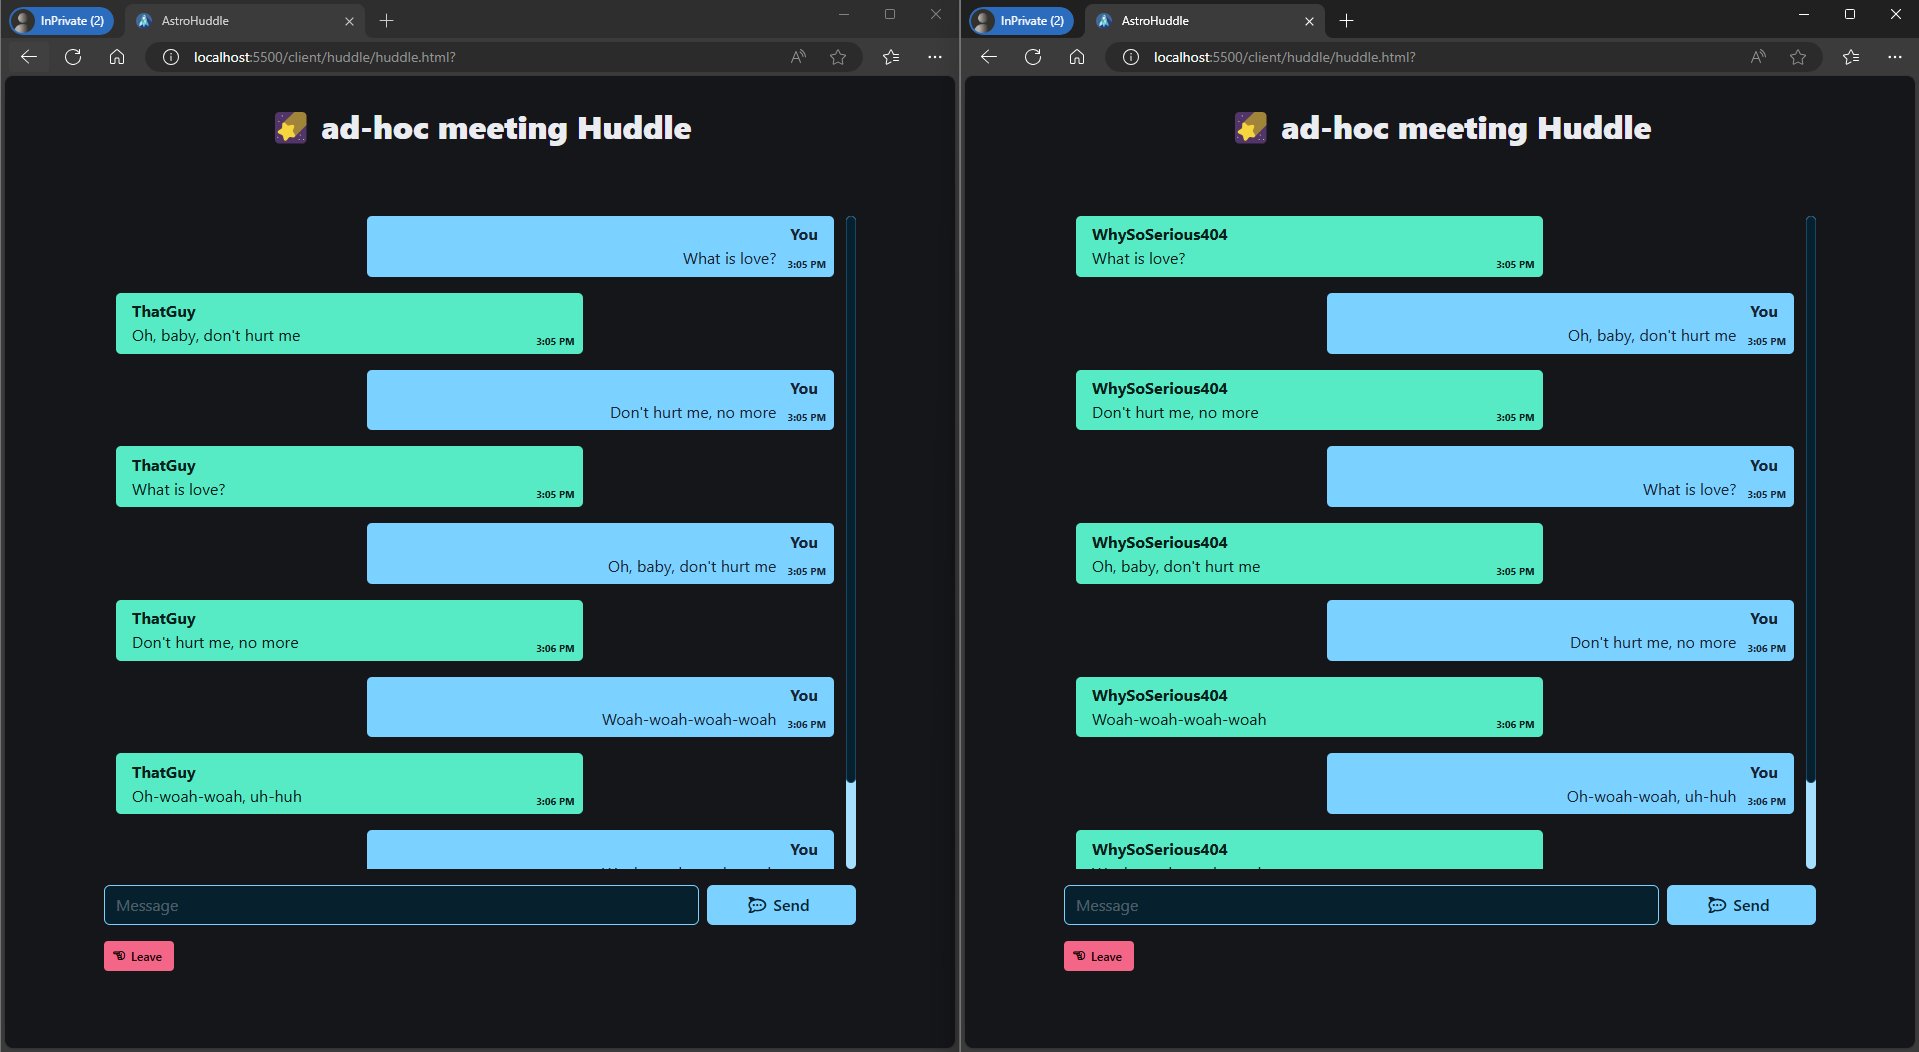 InPrivate (2)
AstroHuddle
localhost:5500/client/huddle/huddle.html?
ad-hoc meeting Huddle
You
What is love?
3:05 PM
ThatGuy
Oh, baby, don't hurt me
3:05 PM
You
Don't hurt me, no more
3:05 PM
ThatGuy
What is love?
3:05 PM
You
Oh, baby, don't hurt me
3:05 PM
ThatGuy
Don't hurt me, no more
3:06 PM
You
Woah-woah-woah-woah
3:06 PM
ThatGuy
Oh-woah-woah, uh-huh
3:06 PM
You
Message
Send
Leave
InPrivate (2)
AstroHuddle
localhost:5500/client/huddle/huddle.html?
ad-hoc meeting Huddle
WhySoSerious404
What is love?
3:05 PM
You
Oh, baby, don't hurt me
3:05 PM
WhySoSerious404
Don't hurt me, no more
3:05 PM
You
What is love?
3:05 PM
WhySoSerious404
Oh, baby, don't hurt me
3:05 PM
You
Don't hurt me, no more
3:06 PM
WhySoSerious404
Woah-woah-woah-woah
3:06 PM
You
Oh-woah-woah, uh-huh
3:06 PM
WhySoSerious404
Message
Send
Leave